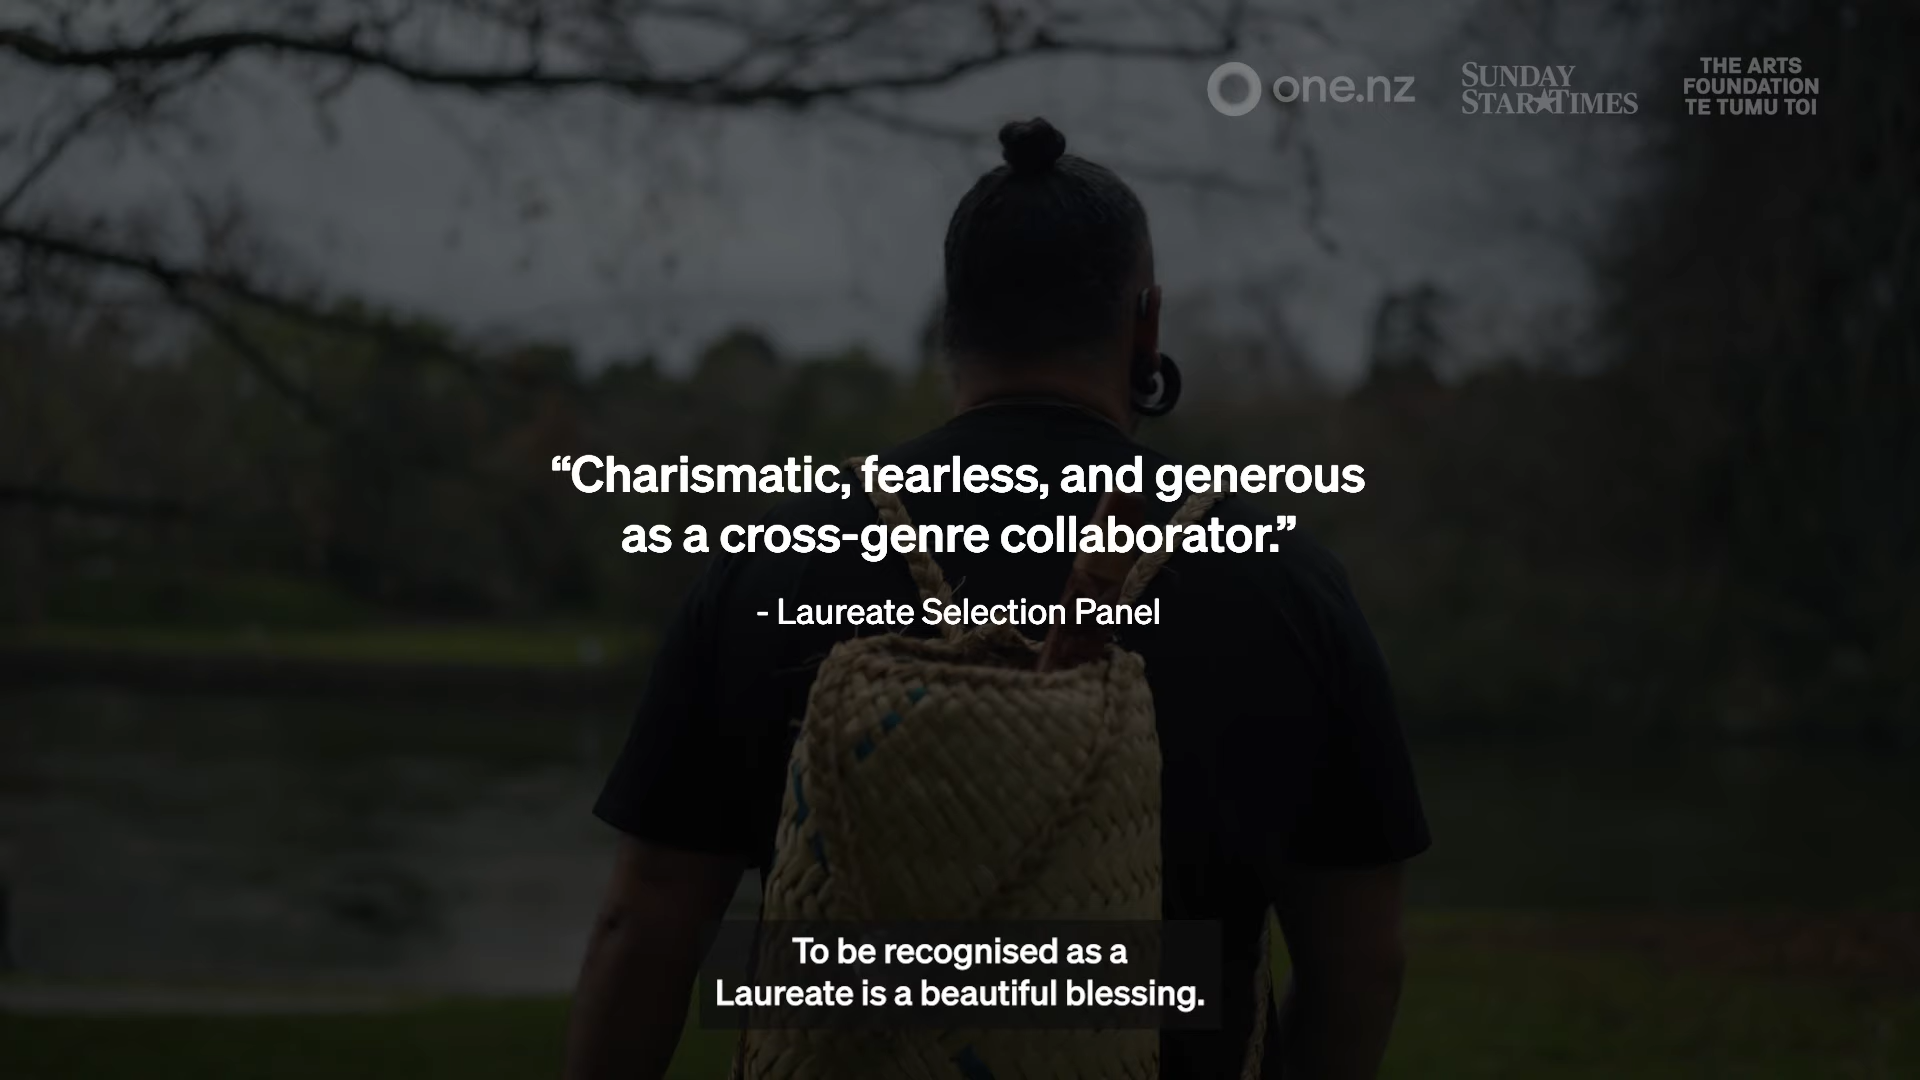 one.nz
SUNDAY
STAR★TIMES
THE ARTS
FOUNDATION
TE TUMU TOI
“Charismatic, fearless, and generous
as a cross-genre collaborator.”
- Laureate Selection Panel
To be recognised as a
Laureate is a beautiful blessing.